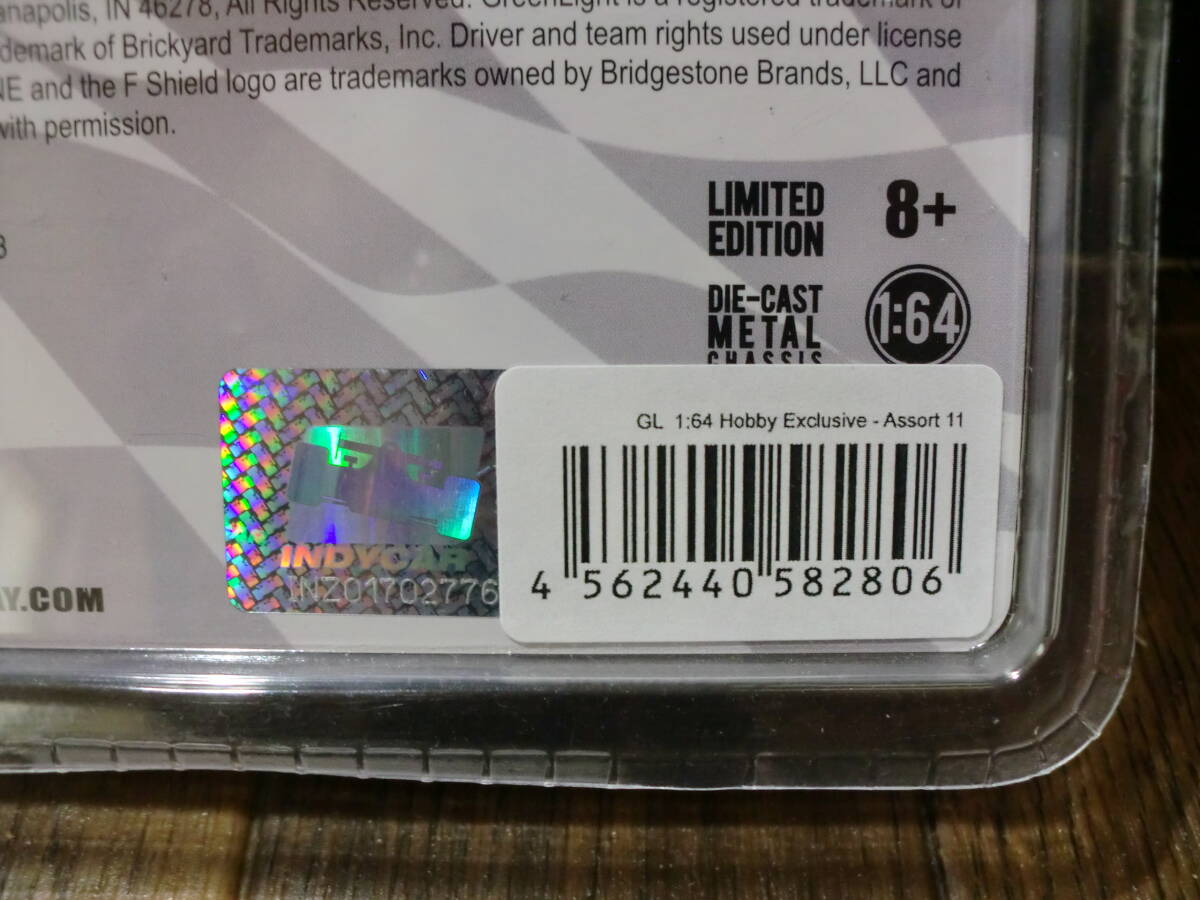 anapolis, IN 46278, All Rights Reserved. GreenLight is a registered trademark of
demark of Brickyard Trademarks, Inc. Driver and team rights used under license
NE and the F Shield logo are trademarks owned by Bridgestone Brands, LLC and
with permission.
LIMITED
EDITION
8+
3
DIE-CAST
METAL
CHASSIS
1:64
GL 1:64 Hobby Exclusive - Assort 11
INDYCAR
INZ01702776
4 562440 582806
AY.COM